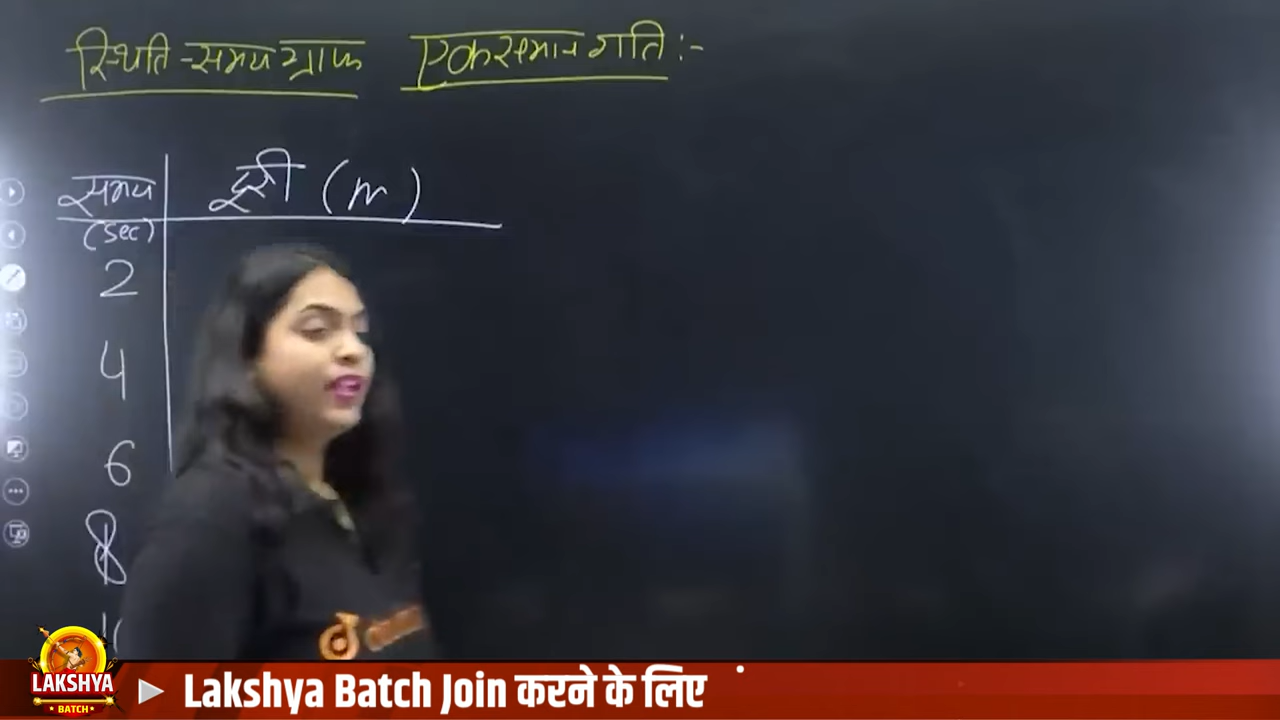 स्थिति-समय ग्राफ एकसमान गति :-
समय दूरी (m)
(sec)
2
4
6
8
LAKSHYA
BATCH
Lakshya Batch Join करने के लिए